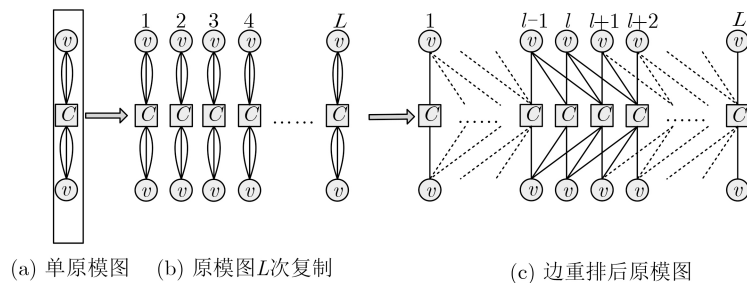 1 2 3 4 L 1 l−1 l l+1 l+2 L
v v v v v v v v v v v v
C C C C C ...... C ...... C C C C ...... C
v v v v v v v v v v v v
(a) 单原模图 (b) 原模图L次复制 (c) 边重排后原模图